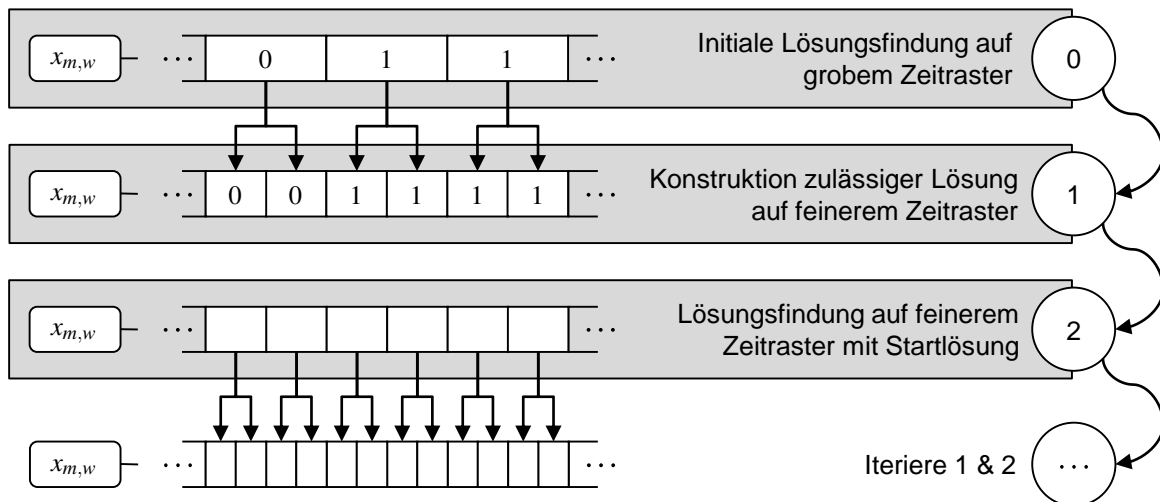 x_{m,w} ··· 0 1 1 ··· Initiale Lösungsfindung auf
grobem Zeitraster
0
x_{m,w} ··· 0 0 1 1 1 1 ··· Konstruktion zulässiger Lösung
auf feinerem Zeitraster
1
x_{m,w} ··· ··· Lösungsfindung auf feinerem
Zeitraster mit Startlösung
2
x_{m,w} ··· ··· Iteriere 1 & 2 ···